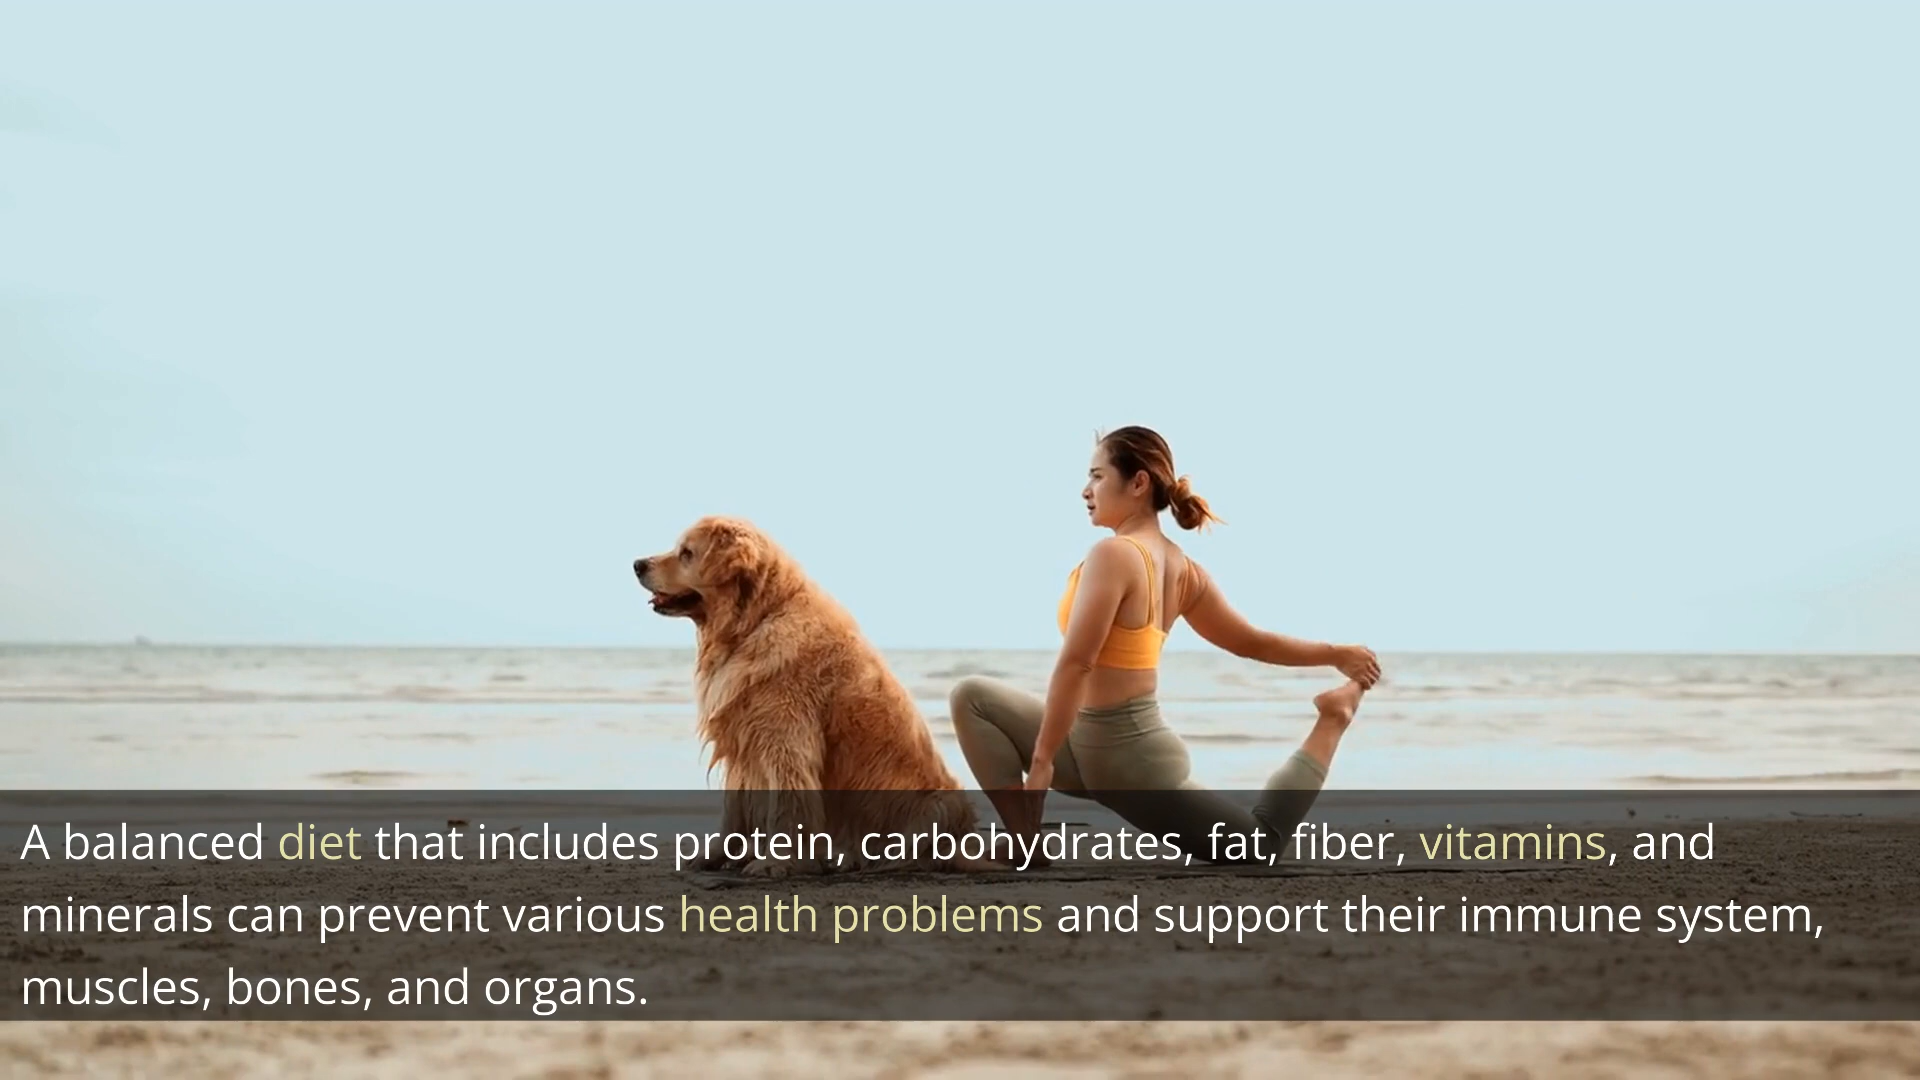 A balanced diet that includes protein, carbohydrates, fat, fiber, vitamins, and
minerals can prevent various health problems and support their immune system,
muscles, bones, and organs.